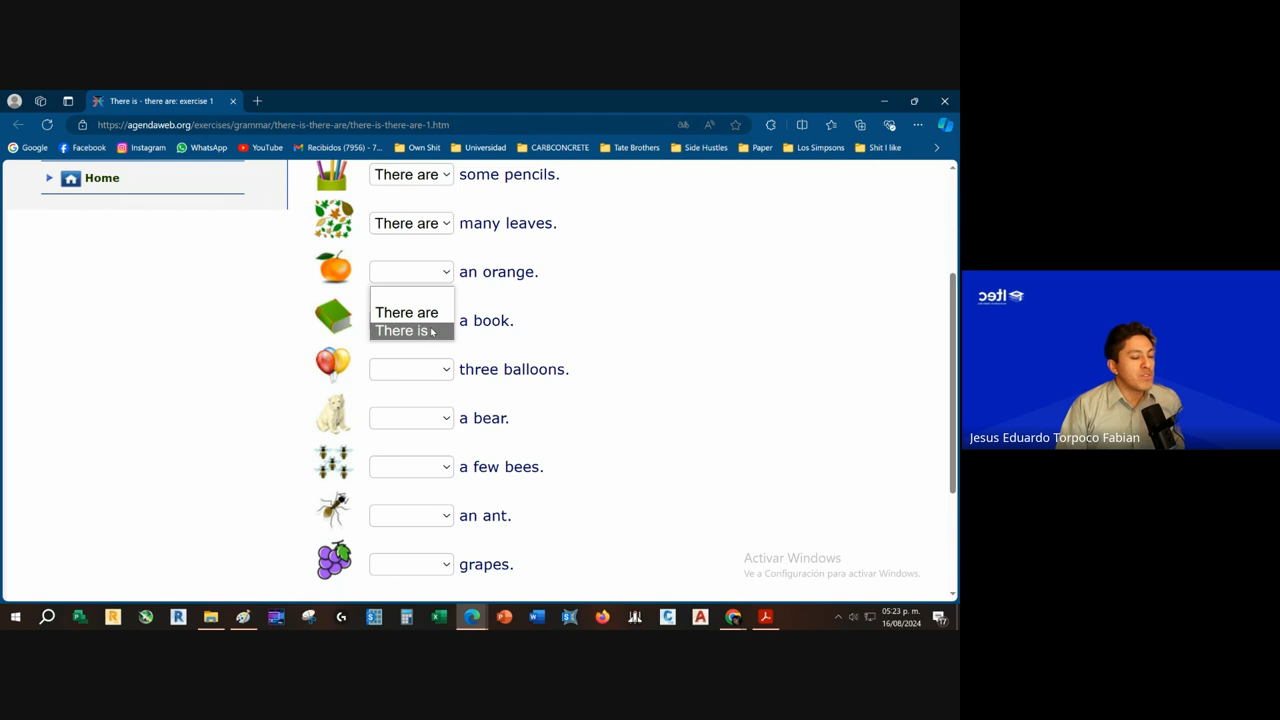 There is - there are: exercise 1
https://agendaweb.org/exercises/grammar/there-is-there-are/there-is-there-are-1.htm
Google Facebook Instagram WhatsApp YouTube Recibidos (7956) - 7... Own Shit Universidad CARBCONCRETE Tate Brothers Side Hustles Paper Los Simpsons Shit I like
Home
There are some pencils.
There are many leaves.
an orange.
There are
There is
a book.
three balloons.
a bear.
a few bees.
an ant.
grapes.
Activar Windows
Ve a Configuración para activar Windows.
05:23 p. m.
16/08/2024
Itec
Jesus Eduardo Torpoco Fabian